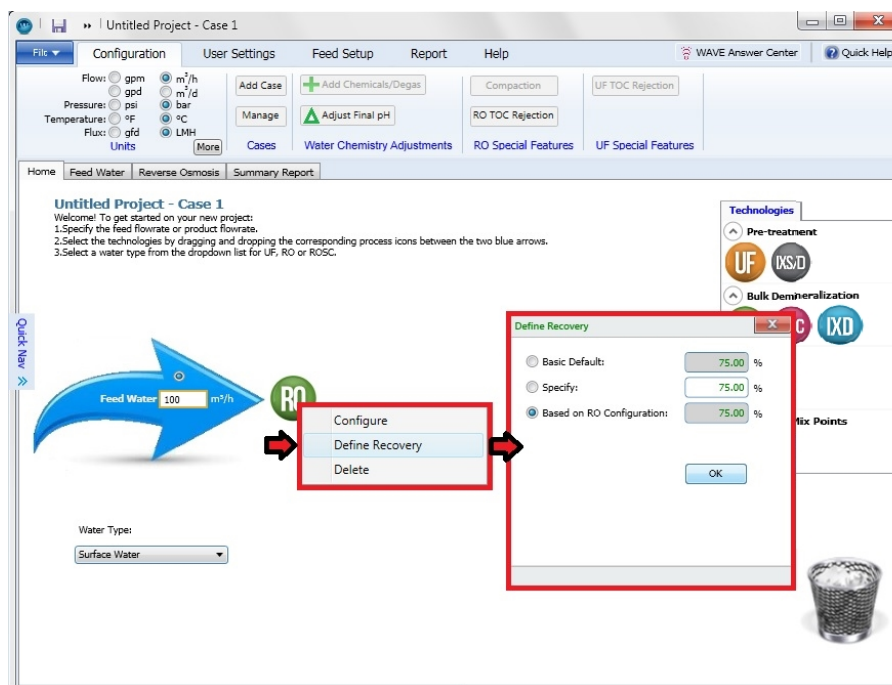 Untitled Project - Case 1
File
Configuration
User Settings
Feed Setup
Report
Help
WAVE Answer Center
Quick Help
Flow: gpm m³/h
gpd m³/d
Pressure: psi bar
Temperature: ºF ºC
Flux: gfd LMH
Units
More
Add Case
Manage
Cases
Add Chemicals/Degas
Adjust Final pH
Water Chemistry Adjustments
Compaction
RO TOC Rejection
RO Special Features
UF TOC Rejection
UF Special Features
Home
Feed Water
Reverse Osmosis
Summary Report
Untitled Project - Case 1
Welcome! To get started on your new project:
1.Specify the feed flowrate or product flowrate.
2.Select the technologies by dragging and dropping the corresponding process icons between the two blue arrows.
3.Select a water type from the dropdown list for UF, RO or ROSC.
Quick Nav
Technologies
Pre-treatment
UF
IXS/D
Bulk Demineralization
C
IXD
Mix Points
Feed Water 100 m³/h
RO
Configure
Define Recovery
Delete
Define Recovery
Basic Default: 75.00 %
Specify: 75.00 %
Based on RO Configuration: 75.00 %
OK
Water Type:
Surface Water